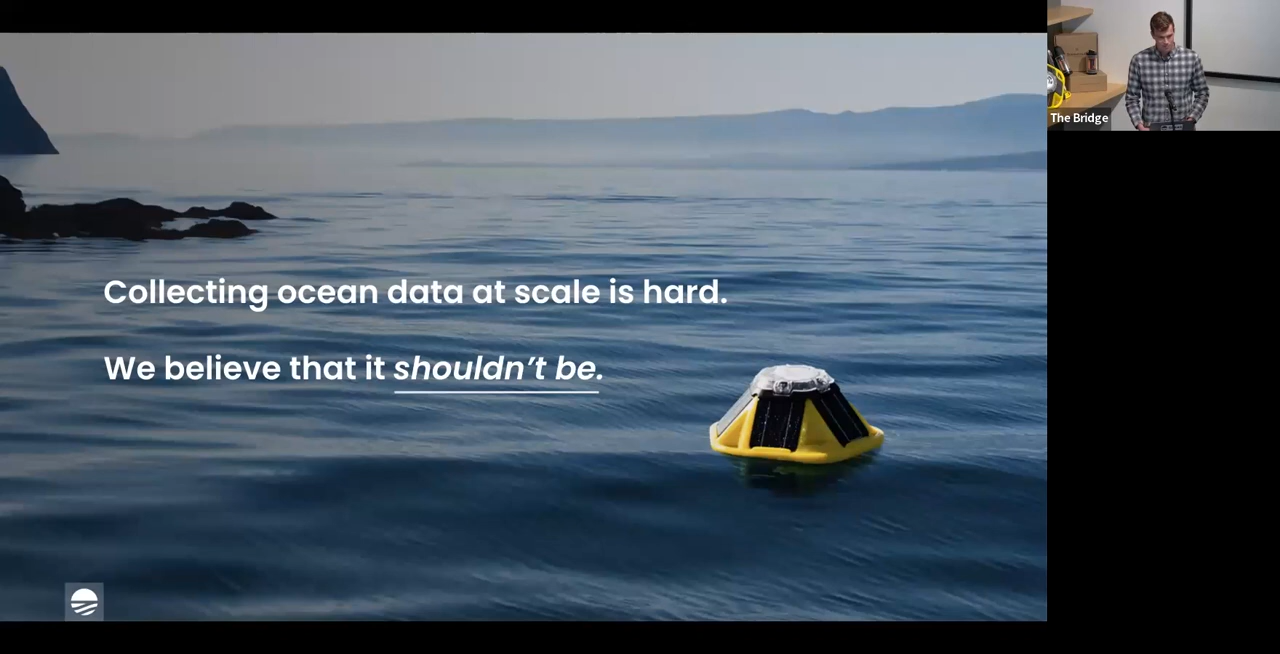 Collecting ocean data at scale is hard.
We believe that it shouldn’t be.
The Bridge